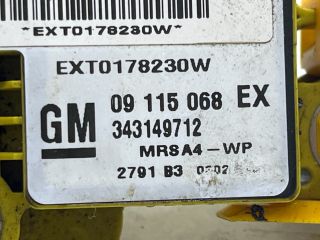 *EXT0178230W*
EXT0178230W
GM 09 115 068 EX
343149712
MRSA4-WP
2791 B3